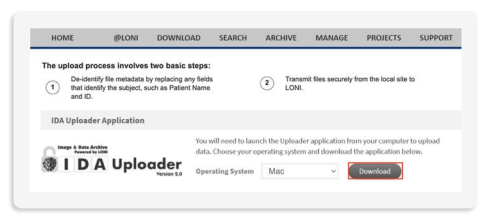 HOME @LONI DOWNLOAD SEARCH ARCHIVE MANAGE PROJECTS SUPPORT
The upload process involves two basic steps:
1 De-identify file metadata by replacing any fields
that identify the subject, such as Patient Name
and ID.
2 Transmit files securely from the local site to
LONI.
IDA Uploader Application
Image & Data Archive
Powered by LONI
IDA Uploader
Version 5.0
You will need to launch the Uploader application from your computer to upload
data. Choose your operating system and download the application below.
Operating System Mac Download